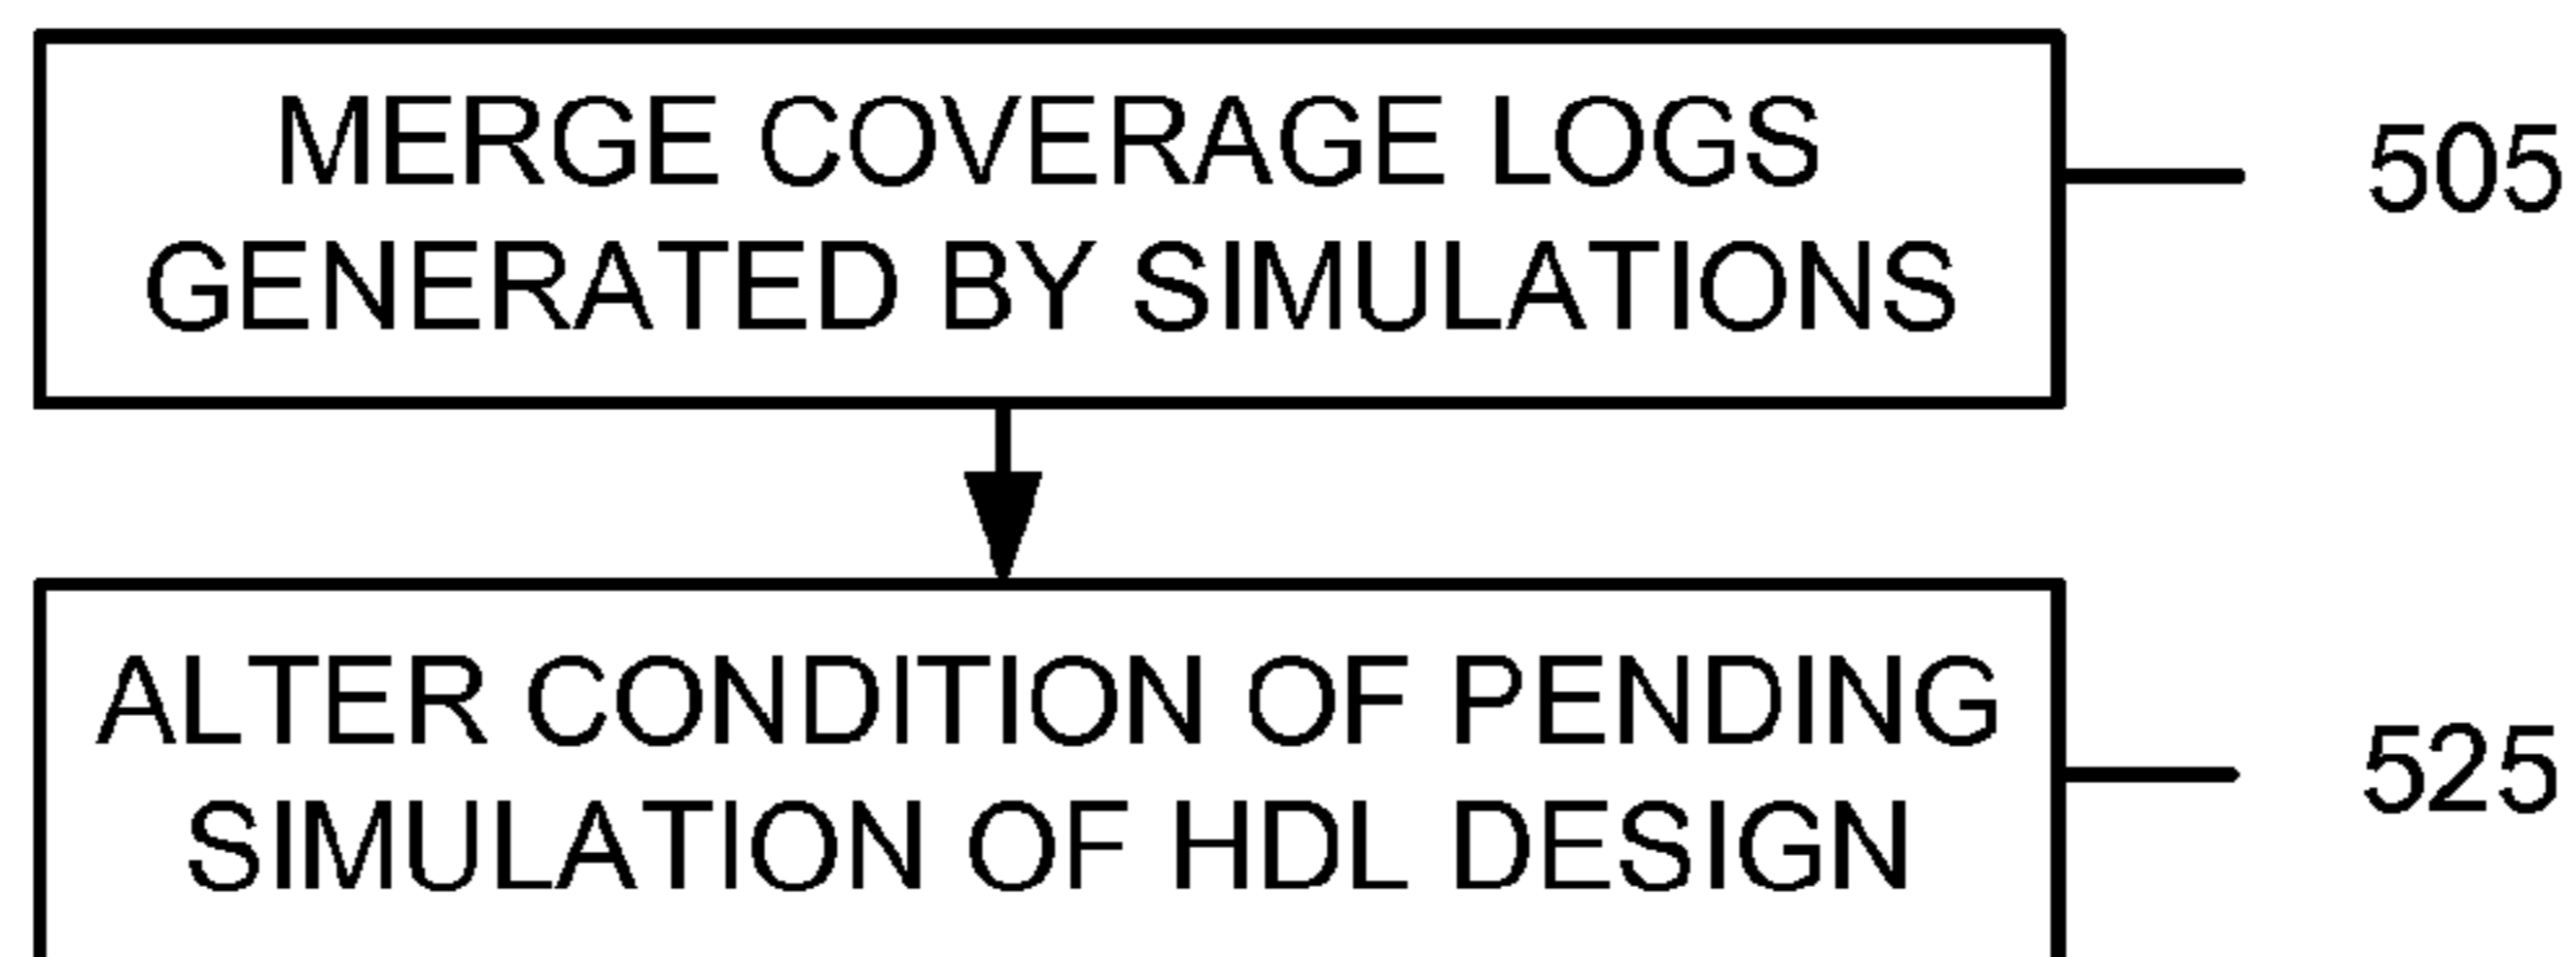 MERGE COVERAGE LOGS
GENERATED BY SIMULATIONS
505
ALTER CONDITION OF PENDING
SIMULATION OF HDL DESIGN
525